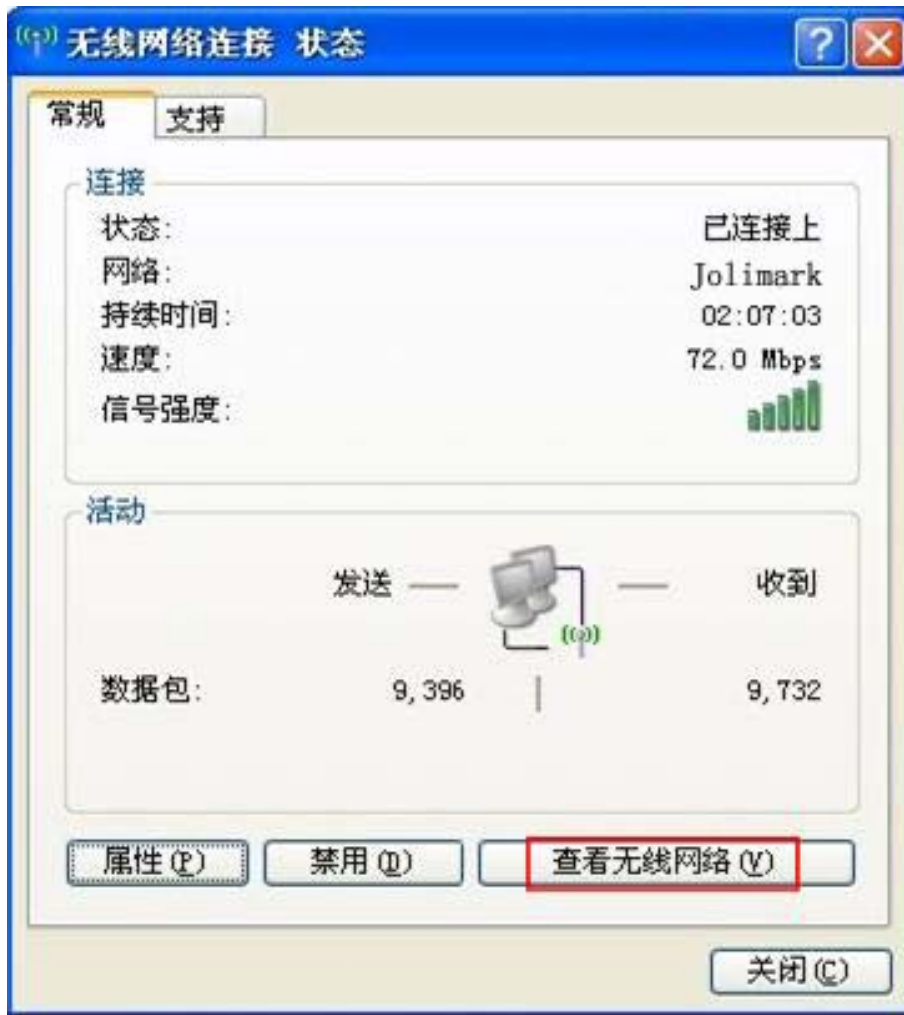 无线网络连接 状态
常规 支持
连接
状态: 已连接上
网络: Jolimark
持续时间: 02:07:03
速度: 72.0 Mbps
信号强度:
活动
发送 收到
数据包: 9,396 9,732
属性(P) 禁用(D) 查看无线网络(V)
关闭(C)